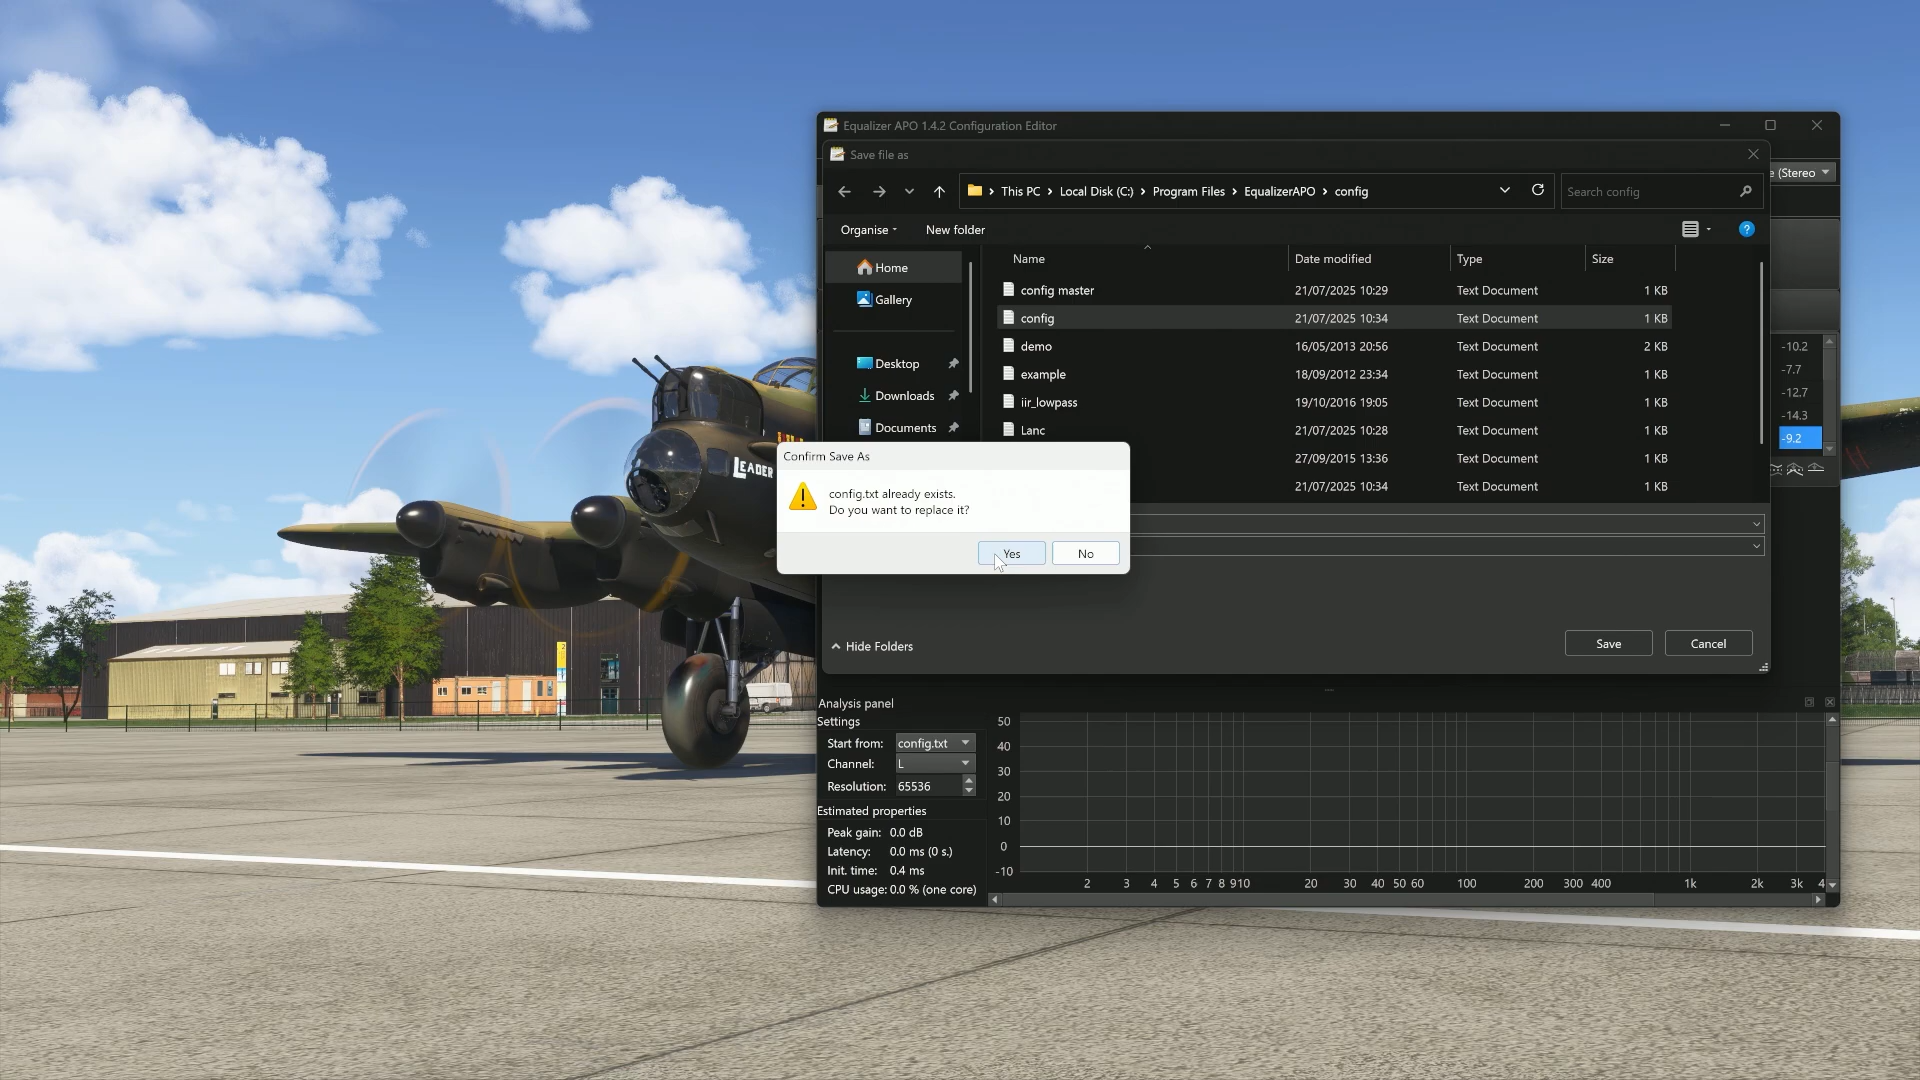 Equalizer APO 1.4.2 Configuration Editor
Save file as
e (Stereo
This PC > Local Disk (C:) > Program Files > EqualizerAPO > config
Search config
Organise
New folder
?
Name
Date modified
Type
Size
Home
Gallery
Desktop
Downloads
Documents
config master 21/07/2025 10:29 Text Document 1 KB
config 21/07/2025 10:34 Text Document 1 KB
demo 16/05/2013 20:56 Text Document 2 KB
example 18/09/2012 23:34 Text Document 1 KB
iir_lowpass 19/10/2016 19:05 Text Document 1 KB
Lanc 21/07/2025 10:28 Text Document 1 KB
27/09/2015 13:36 Text Document 1 KB
21/07/2025 10:34 Text Document 1 KB
-10.2
-7.7
-12.7
-14.3
-9.2
LEADER
Confirm Save As
config.txt already exists.
Do you want to replace it?
Yes
No
Hide Folders
Save
Cancel
2
Analysis panel
Settings
Start from: config.txt
Channel: L
Resolution: 65536
Estimated properties
Peak gain: 0.0 dB
Latency: 0.0 ms (0 s.)
Init. time: 0.4 ms
CPU usage: 0.0 % (one core)
50
40
30
20
10
0
-10
2 3 4 5 6 7 8 9 10 20 30 40 50 60 100 200 300 400 1k 2k 3k 4